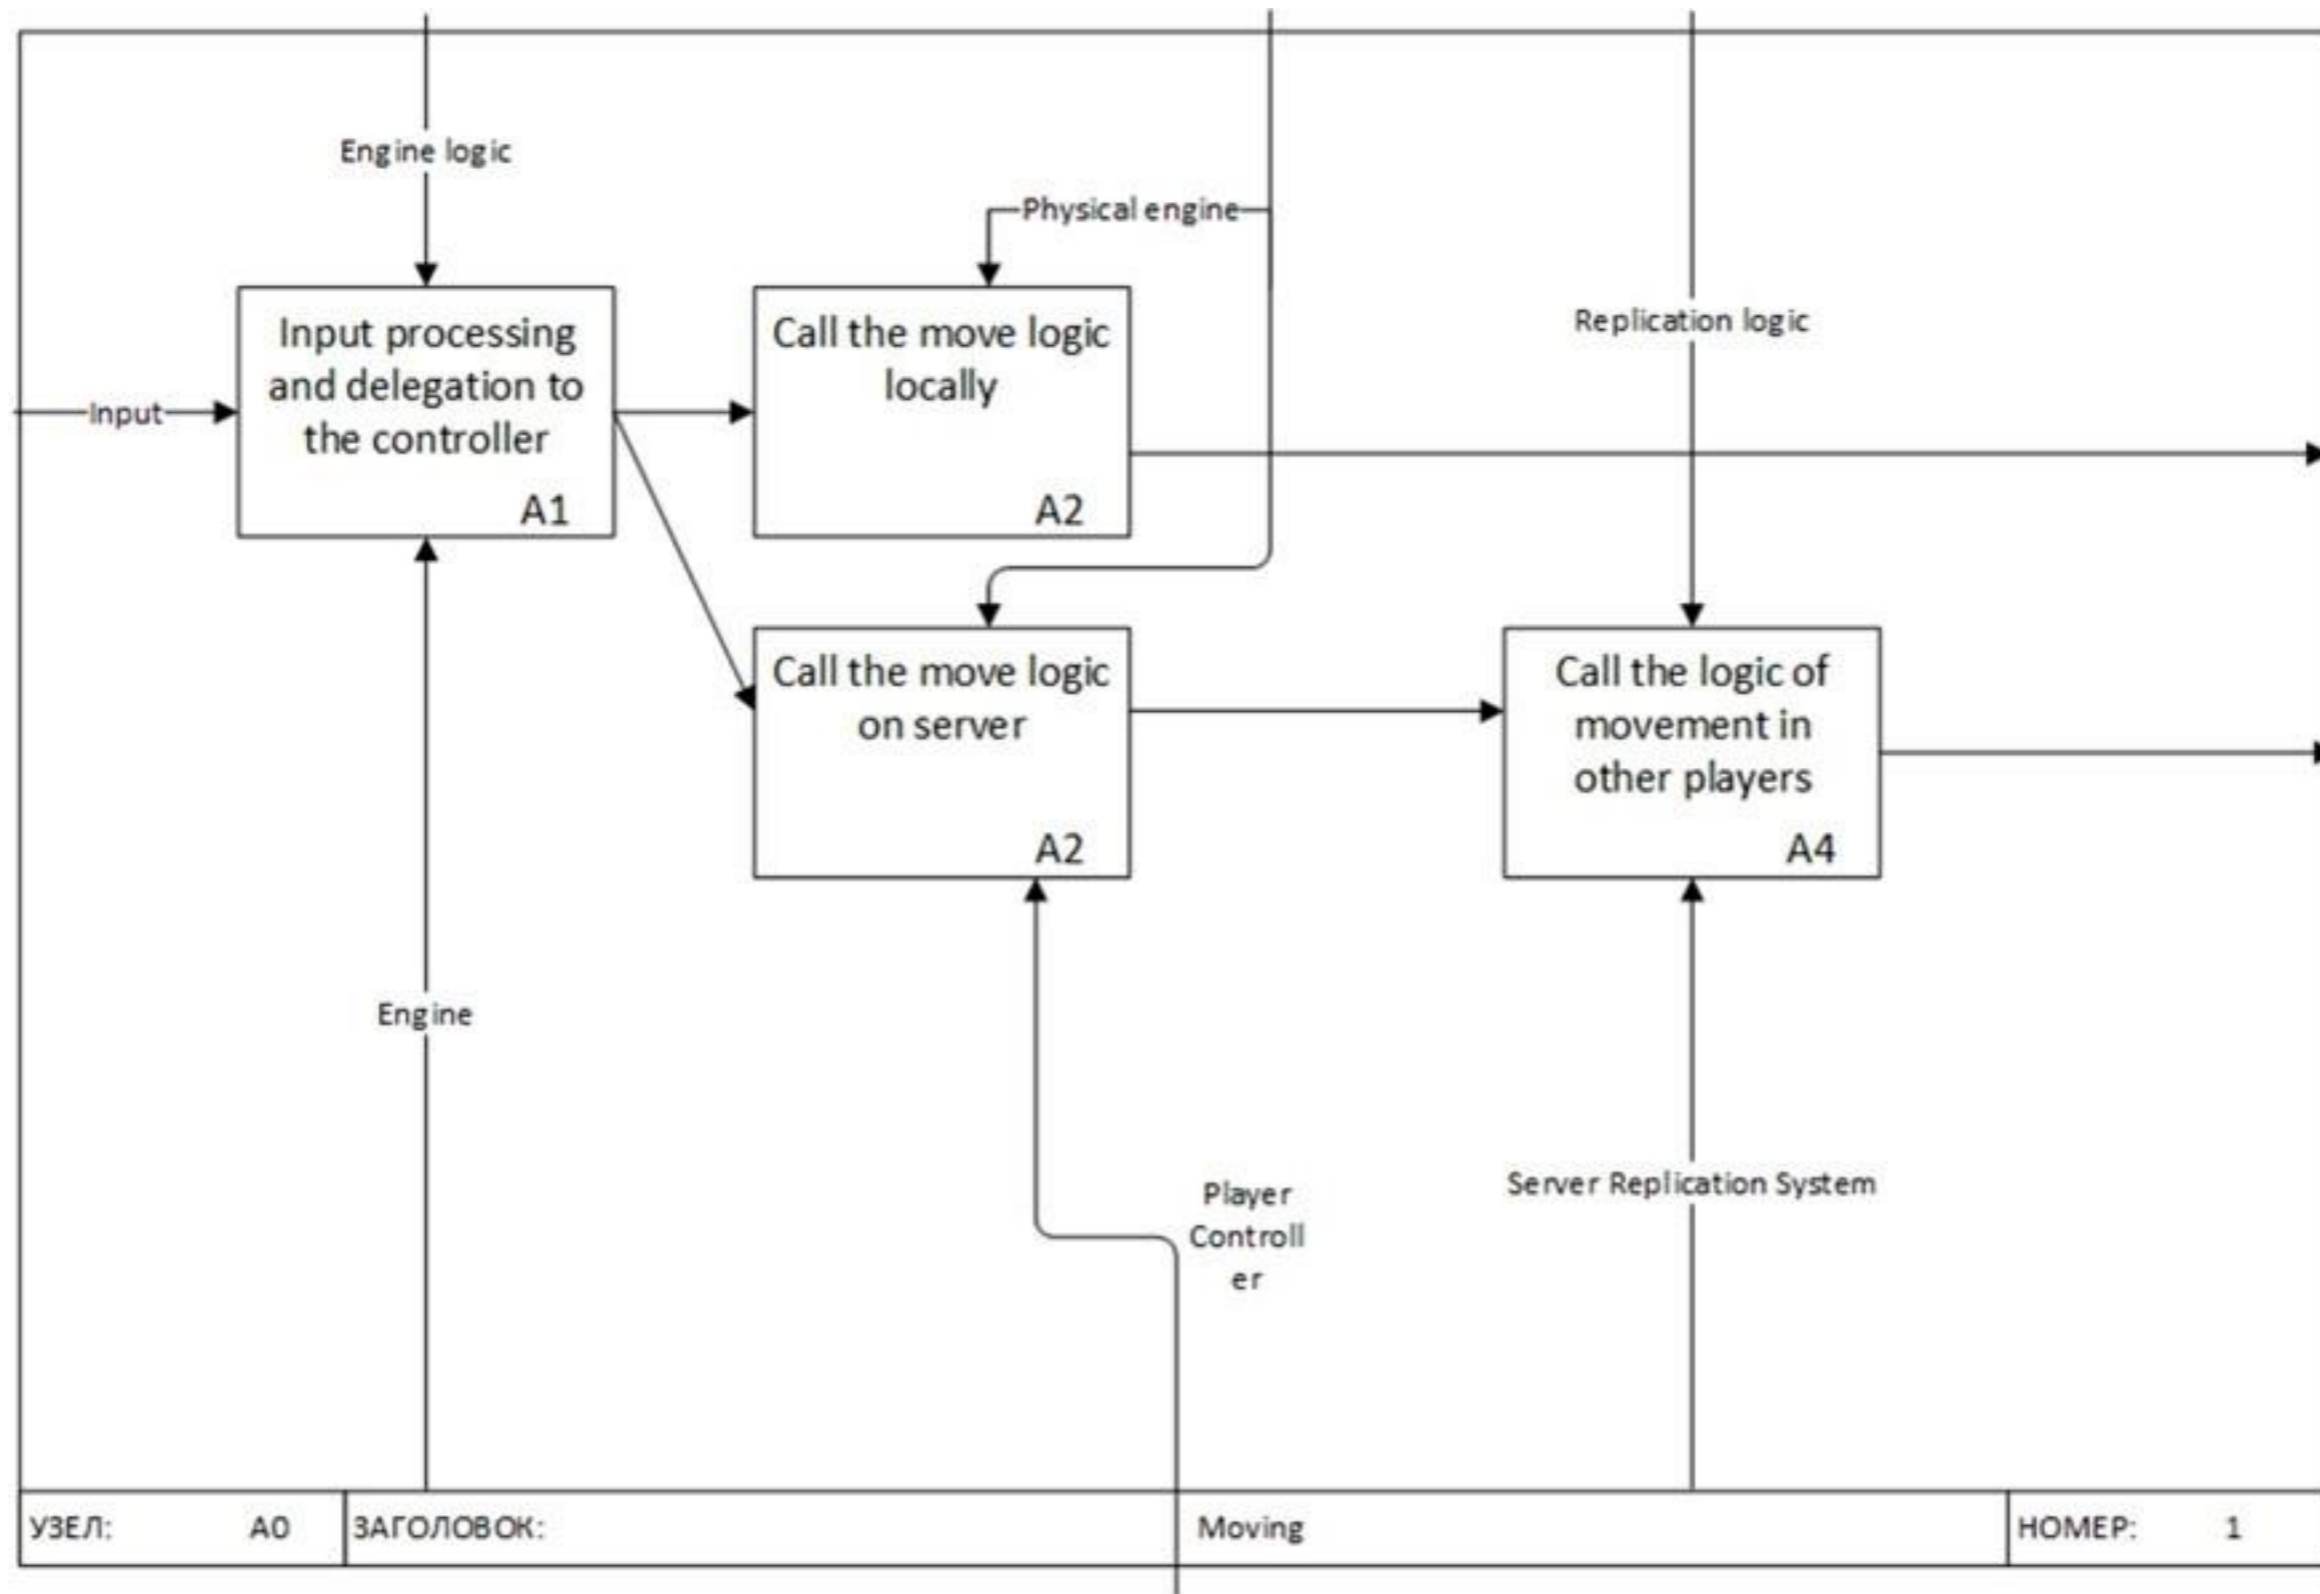 Engine logic
Physical engine
Replication logic
Input
Input processing
and delegation to
the controller
A1
Call the move logic
locally
A2
Call the move logic
on server
A2
Call the logic of
movement in
other players
A4
Engine
Player
Controll
er
Server Replication System
УЗЕЛ: A0 ЗАГОЛОВОК: Moving НОМЕР: 1